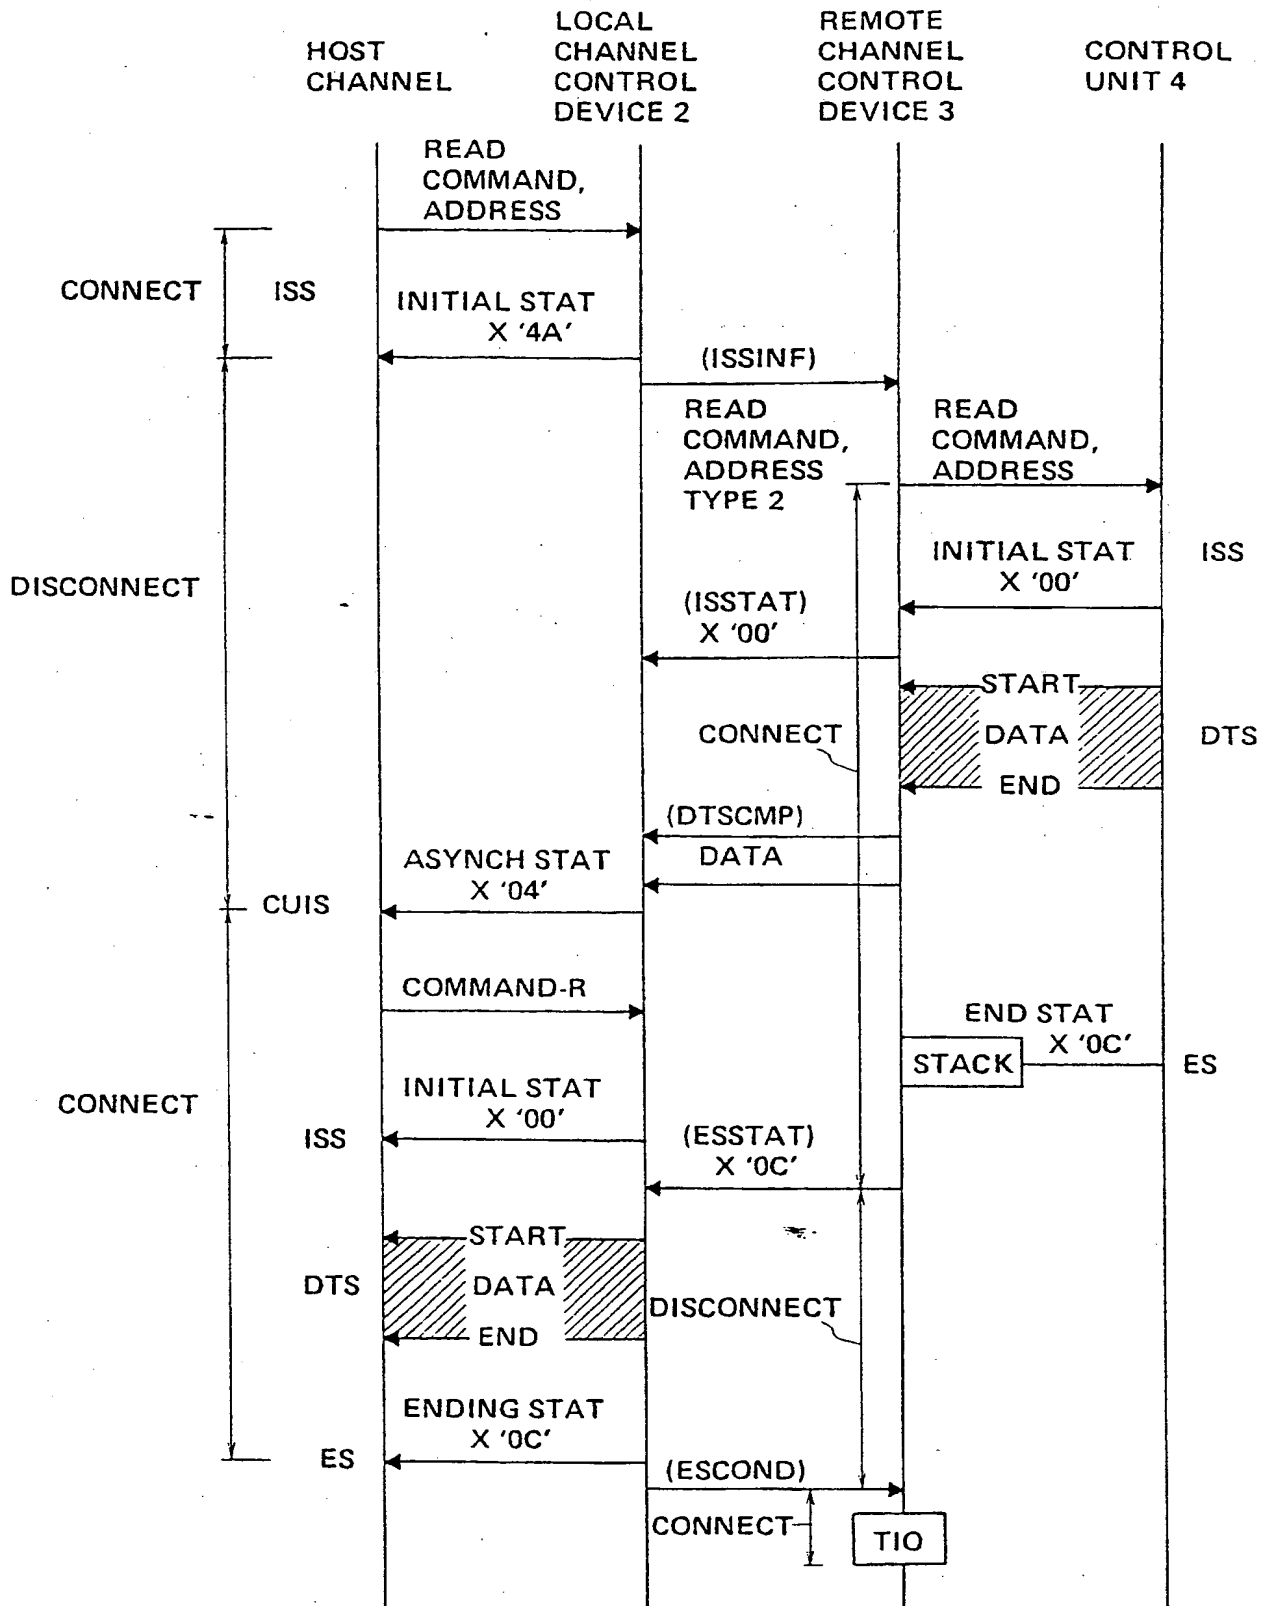 HOST
CHANNEL
LOCAL
CHANNEL
CONTROL
DEVICE 2
REMOTE
CHANNEL
CONTROL
DEVICE 3
CONTROL
UNIT 4
READ
COMMAND,
ADDRESS
CONNECT
ISS
INITIAL STAT
X '4A'
(ISSINF)
READ
COMMAND,
ADDRESS
TYPE 2
READ
COMMAND,
ADDRESS
DISCONNECT
INITIAL STAT
X '00'
ISS
(ISSTAT)
X '00'
START
DATA
END
DTS
CONNECT
(DTSCMP)
DATA
ASYNCH STAT
X '04'
CUIS
COMMAND-R
END STAT
X '0C'
STACK
ES
CONNECT
INITIAL STAT
X '00'
ISS
(ESSTAT)
X '0C'
START
DATA
END
DTS
DISCONNECT
ENDING STAT
X '0C'
ES
(ESCOND)
CONNECT
TIO